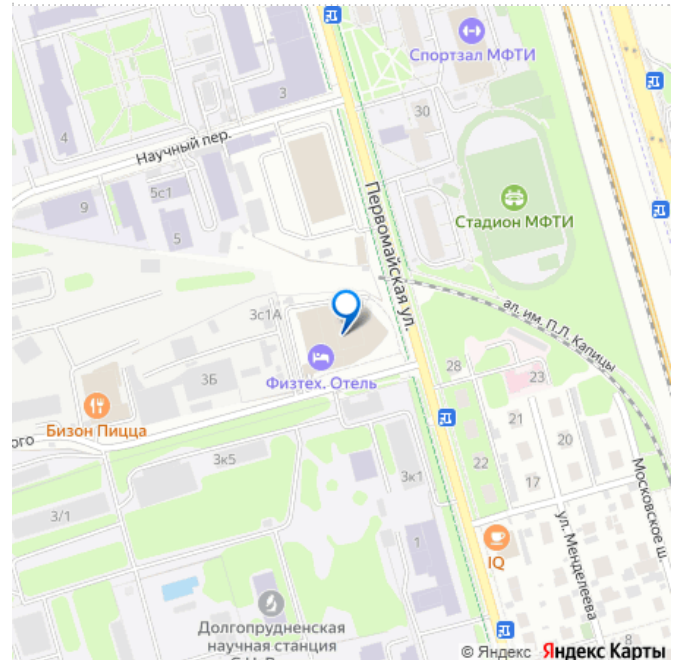 Спортзал МФТИ
3
30
4
Научный пер.
5с1
9
5
Первомайская ул.
Стадион МФТИ
ал. им. П.Л. Капицы
3с1А
Физтех. Отель
3Б
28
23
Бизон Пицца
ого
21
20
3к5
22
3к1
17
Московское ш.
3/1
1
IQ
ул. Менделеева
Долгопрудненская
научная станция
8
© Яндекс Яндекс Карты